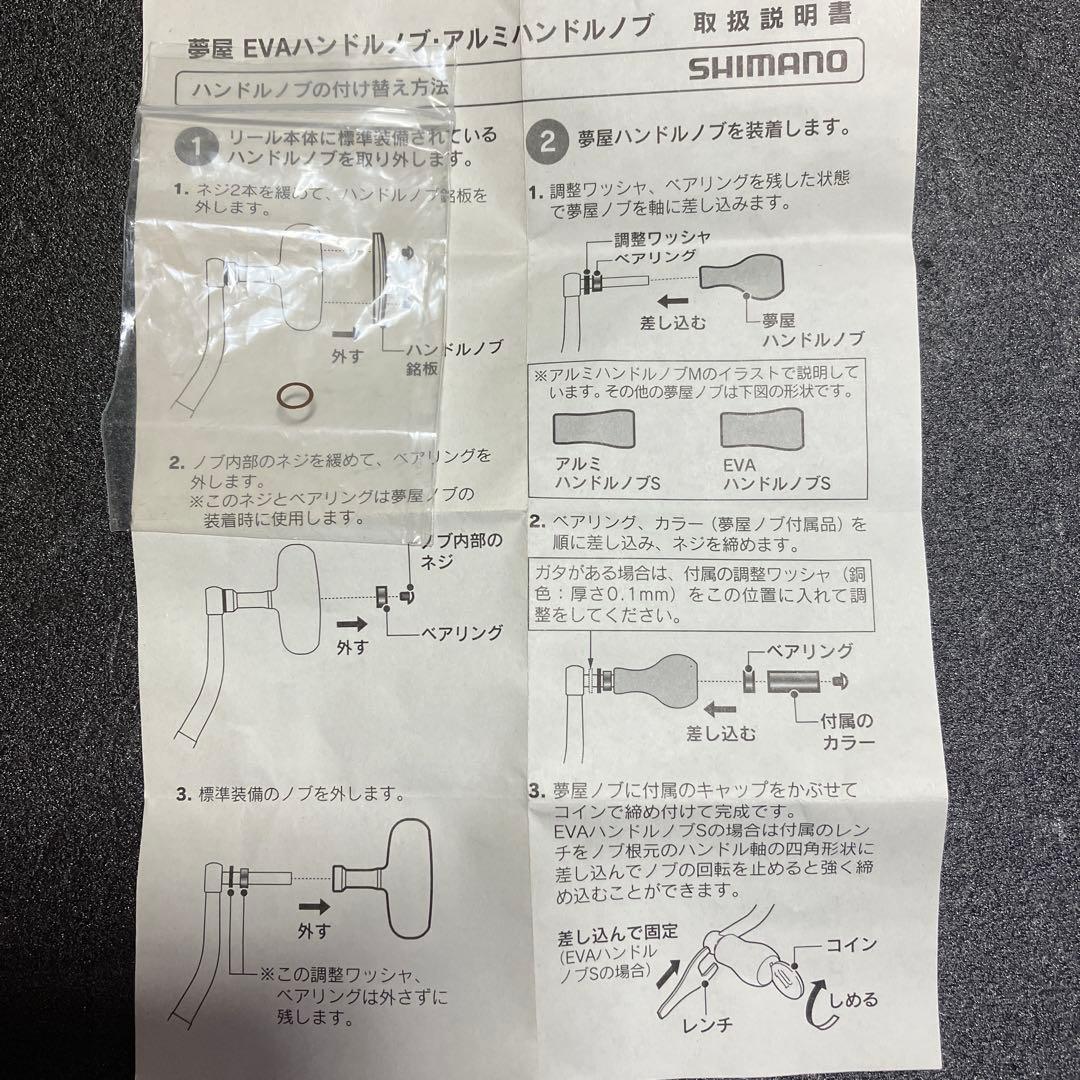 夢屋 EVAハンドルノブ・アルミハンドルノブ 取扱説明書
SHIMANO
ハンドルノブの付け替え方法
1 リール本体に標準装備されている
ハンドルノブを取り外します。
1. ネジ2本を緩めて、ハンドルノブ銘板を
外します。
外す
ハンドルノブ
銘板
2. ノブ内部のネジを緩めて、ベアリングを
外します。
※このネジとベアリングは夢屋ノブの
装着時に使用します。
ノブ内部の
ネジ
ベアリング
外す
3. 標準装備のノブを外します。
外す
※この調整ワッシャ、
ベアリングは外さずに
残します。
2 夢屋ハンドルノブを装着します。
1. 調整ワッシャ、ベアリングを残した状態
で夢屋ノブを軸に差し込みます。
調整ワッシャ
ベアリング
差し込む
夢屋
ハンドルノブ
※アルミハンドルノブMのイラストで説明して
います。その他の夢屋ノブは下図の形状です。
アルミ
ハンドルノブS
EVA
ハンドルノブS
2. ベアリング、カラー（夢屋ノブ付属品）を
順に差し込み、ネジを締めます。
ガタがある場合は、付属の調整ワッシャ（銅
色：厚さ0.1mm）をこの位置に入れて調
整をしてください。
ベアリング
差し込む
付属の
カラー
3. 夢屋ノブに付属のキャップをかぶせて
コインで締め付けて完成です。
EVAハンドルノブSの場合は付属のレン
チをノブ根元のハンドル軸の四角形状に
差し込んでノブの回転を止めると強く締
め込むことができます。
差し込んで固定
（EVAハンドル
ノブSの場合）
コイン
しめる
レンチ